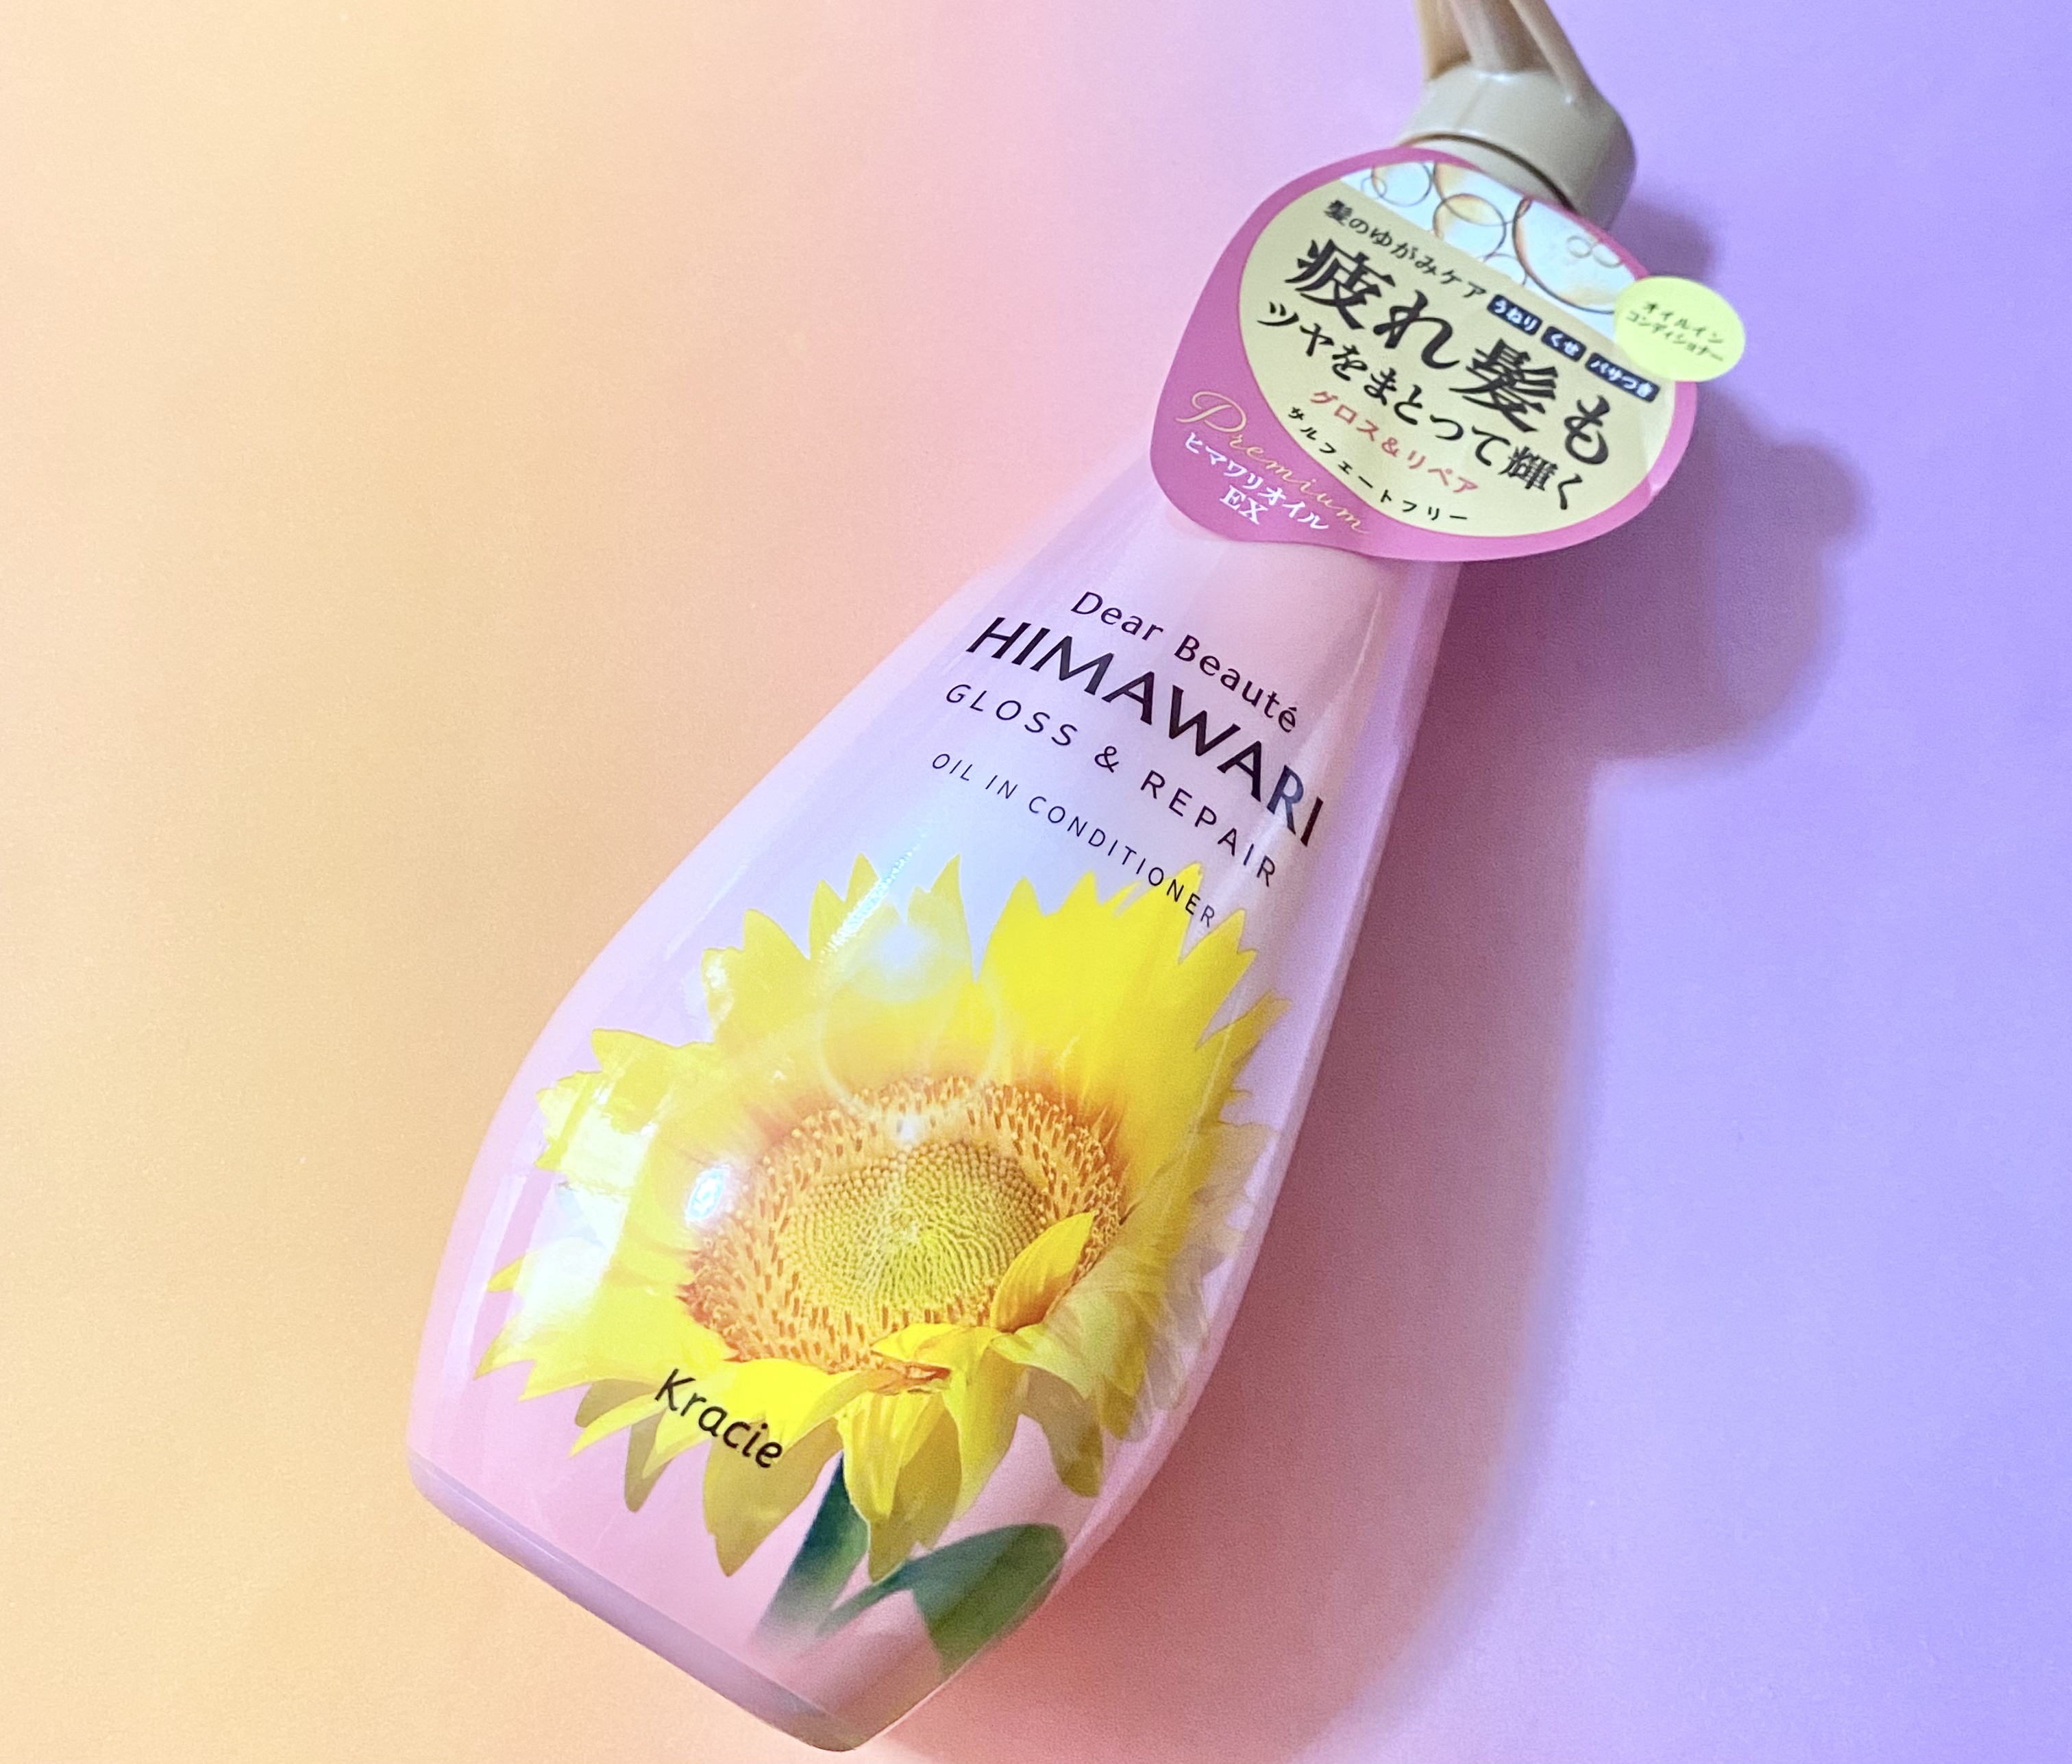 髪のゆがみケア うねり くせ パサつき
オイルイン
コンディショナー
疲れ髪も
ツヤをまとって輝く
グロス&リペア
サルフェートフリー
Premium
ヒマワリオイル
EX
Dear Beauté
HIMAWARI
GLOSS & REPAIR
OIL IN CONDITIONER
Kracie